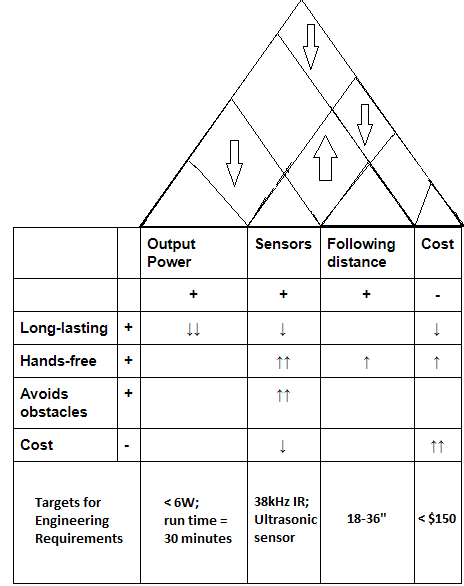 Output Power Sensors Following distance Cost
+ + + -
Long-lasting + ↓↓ ↓ ↓
Hands-free + ↑↑ ↑ ↑
Avoids obstacles + ↑↑
Cost - ↓ ↑↑
Targets for Engineering Requirements < 6W; run time = 30 minutes 38kHz IR; Ultrasonic sensor 18-36" < $150